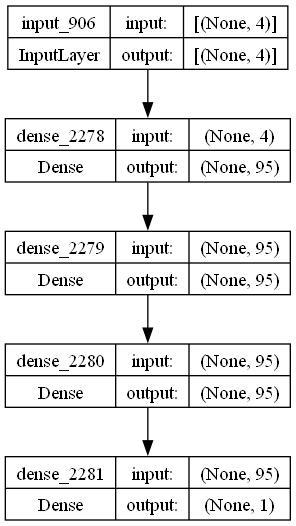 input_906 input: [(None, 4)]
InputLayer output: [(None, 4)]
dense_2278 input: (None, 4)
Dense output: (None, 95)
dense_2279 input: (None, 95)
Dense output: (None, 95)
dense_2280 input: (None, 95)
Dense output: (None, 95)
dense_2281 input: (None, 95)
Dense output: (None, 1)